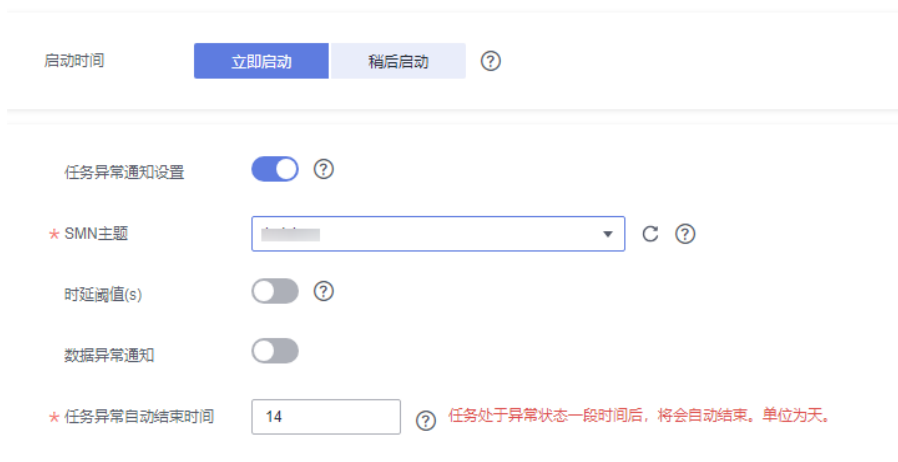 启动时间 立即启动 稍后启动 ?
任务异常通知设置 ?
* SMN主题 ?
时延阈值(s) ?
数据异常通知
* 任务异常自动结束时间 14 ? 任务处于异常状态一段时间后，将会自动结束。单位为天。